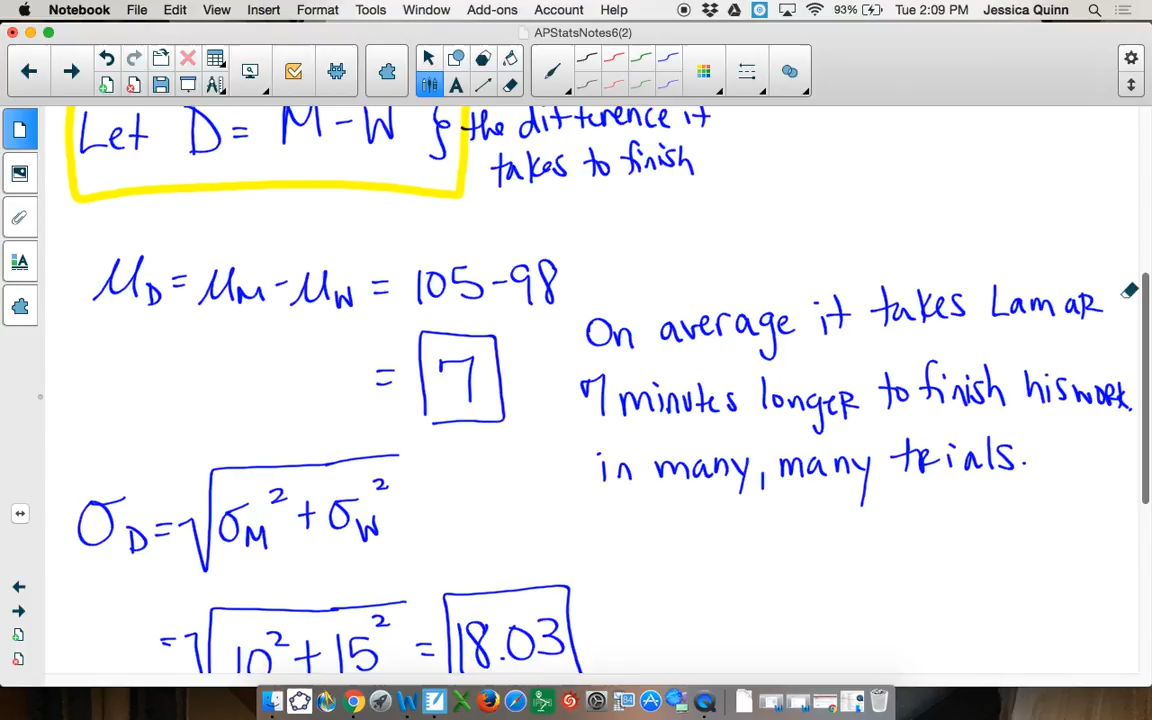 Notebook File Edit View Insert Format Tools Window Add-ons Account Help 93% Tue 2:09 PM Jessica Quinn
APStatsNotes6(2)
Let D = M - W } the difference it
takes to finish
μD = μM - μW = 105 - 98
= 7
On average it takes Lamar
7 minutes longer to finish his work.
in many, many trials.
σD = √σM² + σW²
= √10² + 15² = 18.03